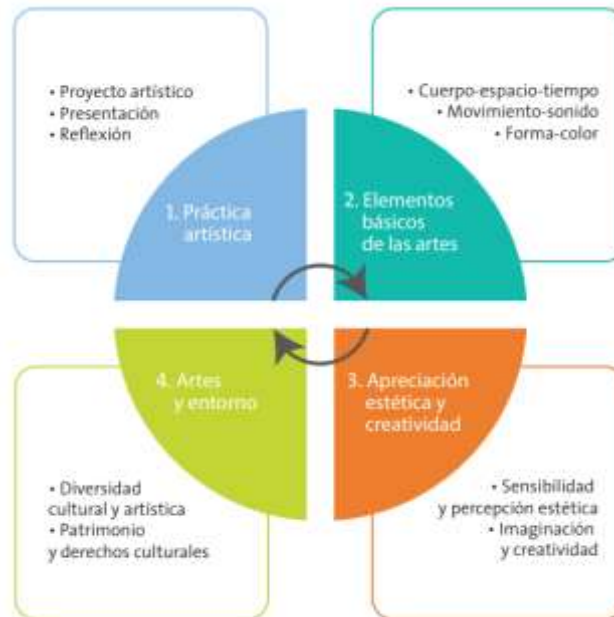 • Proyecto artístico
• Presentación
• Reflexión
1. Práctica
artística
• Cuerpo-espacio-tiempo
• Movimiento-sonido
• Forma-color
2. Elementos
básicos
de las artes
4. Artes
y entorno
• Diversidad
cultural y artística
• Patrimonio
y derechos culturales
3. Apreciación
estética y
creatividad
• Sensibilidad
y percepción estética
• Imaginación
y creatividad